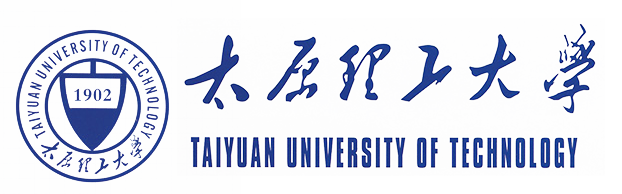 TAIYUAN UNIVERSITY OF TECHNOLOGY
1902
太原理工大学
太原理工大學
TAIYUAN UNIVERSITY OF TECHNOLOGY